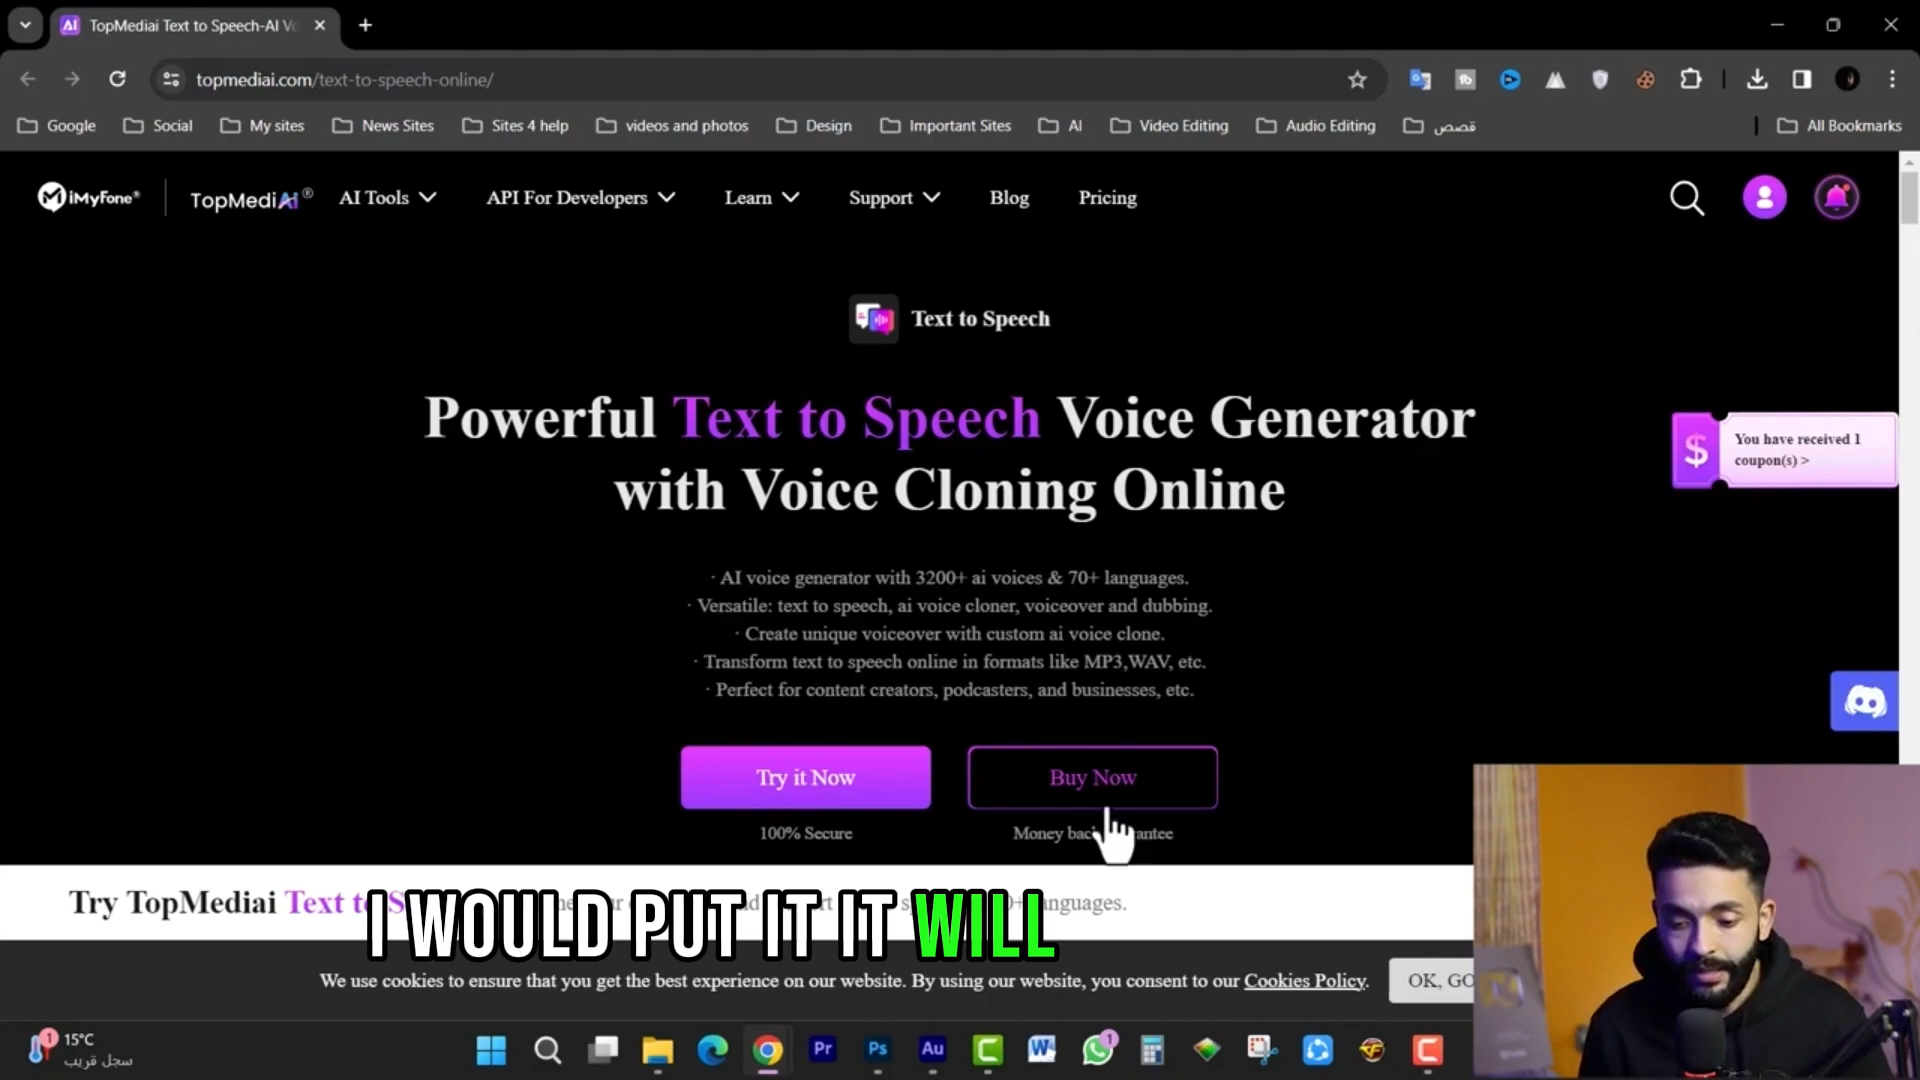 TopMediai Text to Speech-AI Vo
topmediai.com/text-to-speech-online/
Google
Social
My sites
News Sites
Sites 4 help
videos and photos
Design
Important Sites
AI
Video Editing
Audio Editing
قصص
All Bookmarks
iMyFone®
TopMediAi®
AI Tools
API For Developers
Learn
Support
Blog
Pricing
Text to Speech
Powerful Text to Speech Voice Generator
with Voice Cloning Online
You have received 1
coupon(s) >
· AI voice generator with 3200+ ai voices & 70+ languages.
· Versatile: text to speech, ai voice cloner, voiceover and dubbing.
· Create unique voiceover with custom ai voice clone.
· Transform text to speech online in formats like MP3,WAV, etc.
· Perfect for content creators, podcasters, and businesses, etc.
Try it Now
Buy Now
100% Secure
Money back
Try TopMediai Text languages.
I WOULD PUT IT IT WILL
We use cookies to ensure that you get the best experience on our website. By using our website, you consent to our Cookies Policy.
OK, GO
1
15°C
سجل قريب
Pr
Ps
Au
1